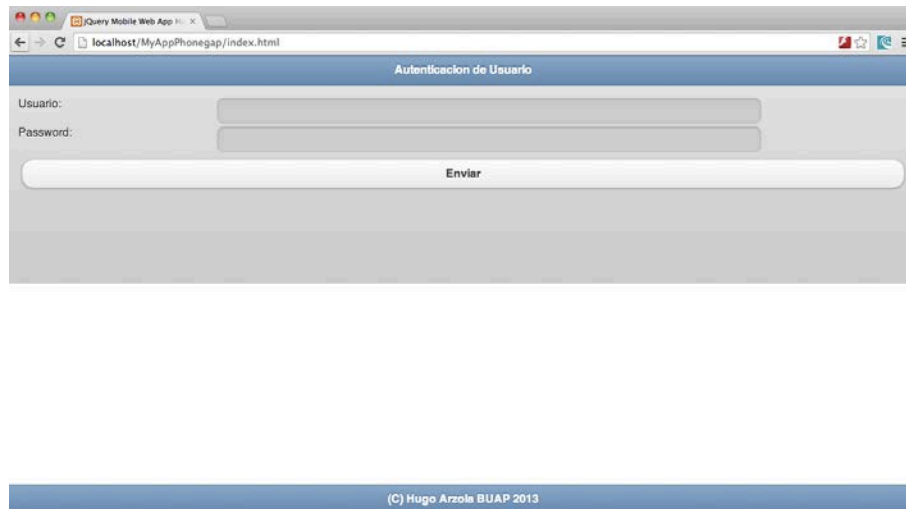 jQuery Mobile Web App
localhost/MyAppPhonegap/index.html
Autenticacion de Usuario
Usuario:
Password:
Enviar
(C) Hugo Arzola BUAP 2013